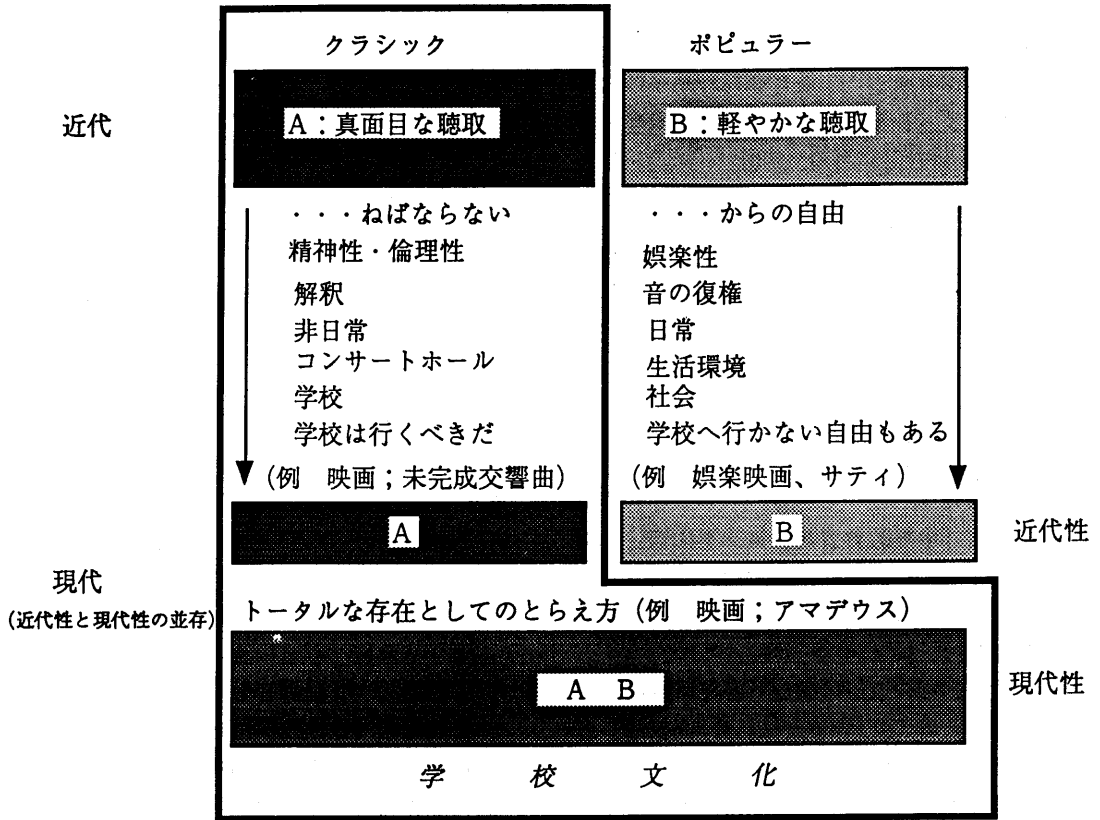 クラシック
ポピュラー
近代
A：真面目な聴取
B：軽やかな聴取
・・・ねばならない
精神性・倫理性
解釈
非日常
コンサートホール
学校
学校は行くべきだ
(例　映画；未完成交響曲)
・・・からの自由
娯楽性
音の復権
日常
生活環境
社会
学校へ行かない自由もある
(例　娯楽映画、サティ)
A
B
近代性
現代
(近代性と現代性の並存)
トータルな存在としてのとらえ方（例　映画；アマデウス）
A　B
現代性
学校文化